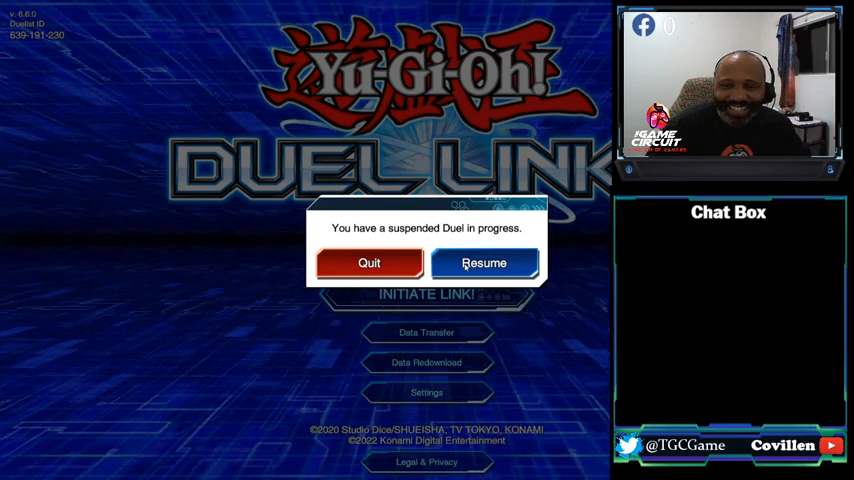 v. 6.6.0
Duelist ID
639-191-230
遊戯王
Yu-Gi-Oh!
DUEL LINK
You have a suspended Duel in progress.
Quit
Resume
INITIATE LINK!
Data Transfer
Data Redownload
Settings
©2020 Studio Dice/SHUEISHA, TV TOKYO, KONAMI
©2022 Konami Digital Entertainment
Legal & Privacy
0
THE GAME
CIRCUIT
Chat Box
@TGCGame
Covillen